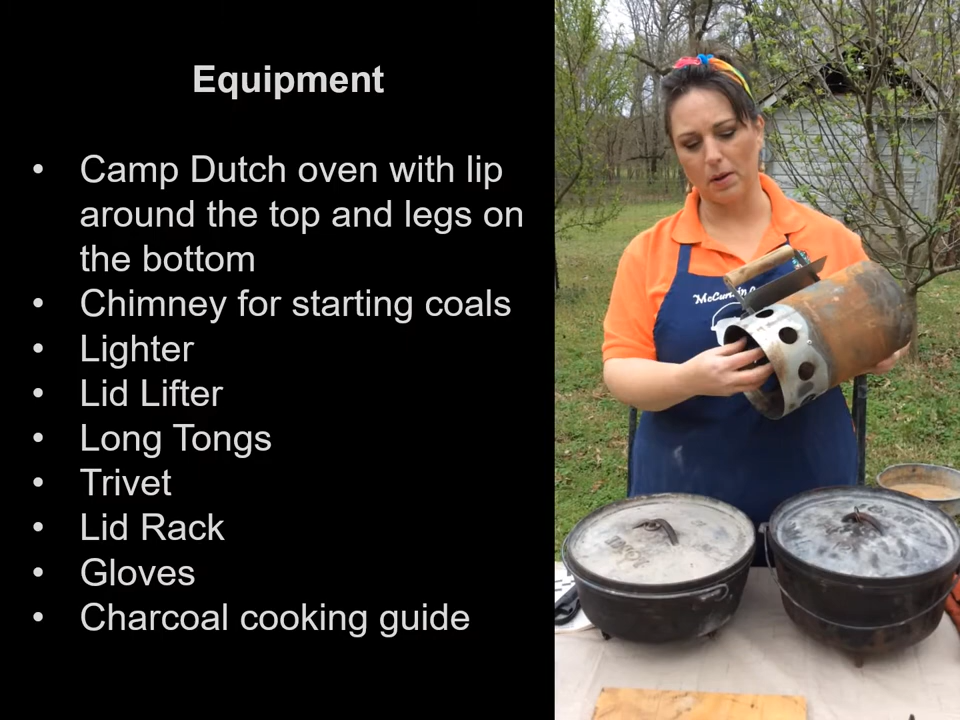 Equipment
• Camp Dutch oven with lip
around the top and legs on
the bottom
• Chimney for starting coals
• Lighter
• Lid Lifter
• Long Tongs
• Trivet
• Lid Rack
• Gloves
• Charcoal cooking guide